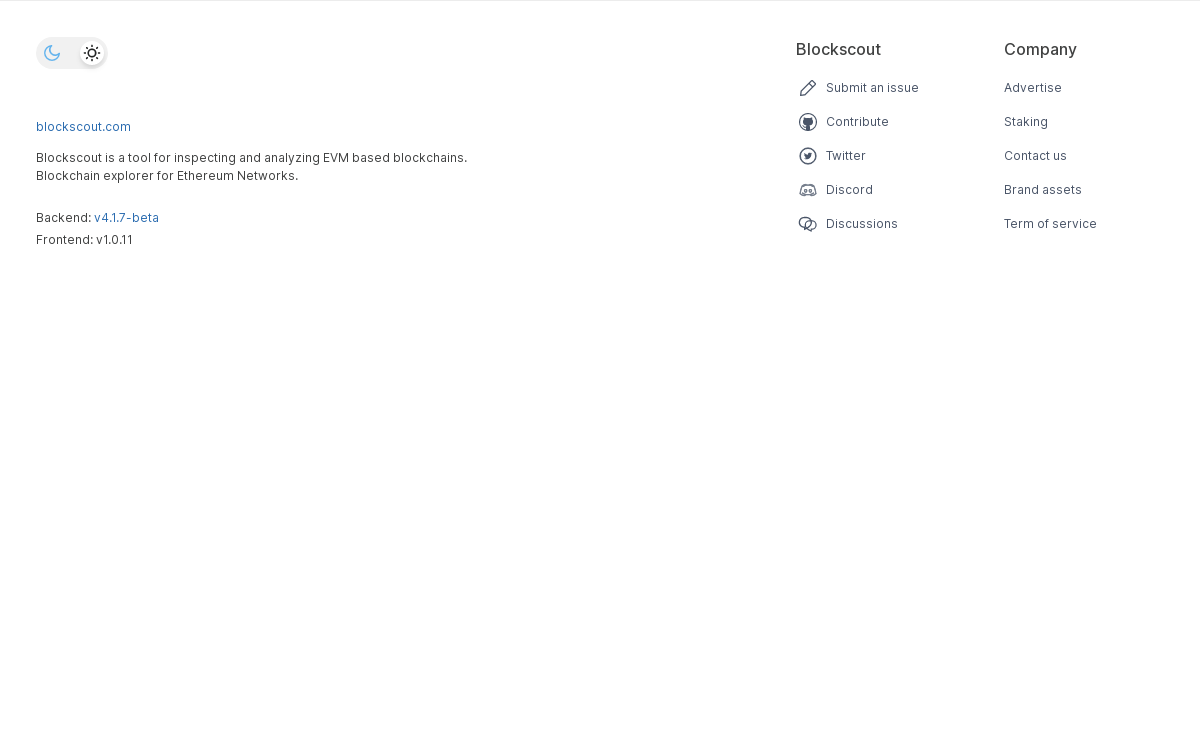 blockscout.com
Blockscout is a tool for inspecting and analyzing EVM based blockchains.
Blockchain explorer for Ethereum Networks.
Backend: v4.1.7-beta
Frontend: v1.0.11
Blockscout
Submit an issue
Contribute
Twitter
Discord
Discussions
Company
Advertise
Staking
Contact us
Brand assets
Term of service